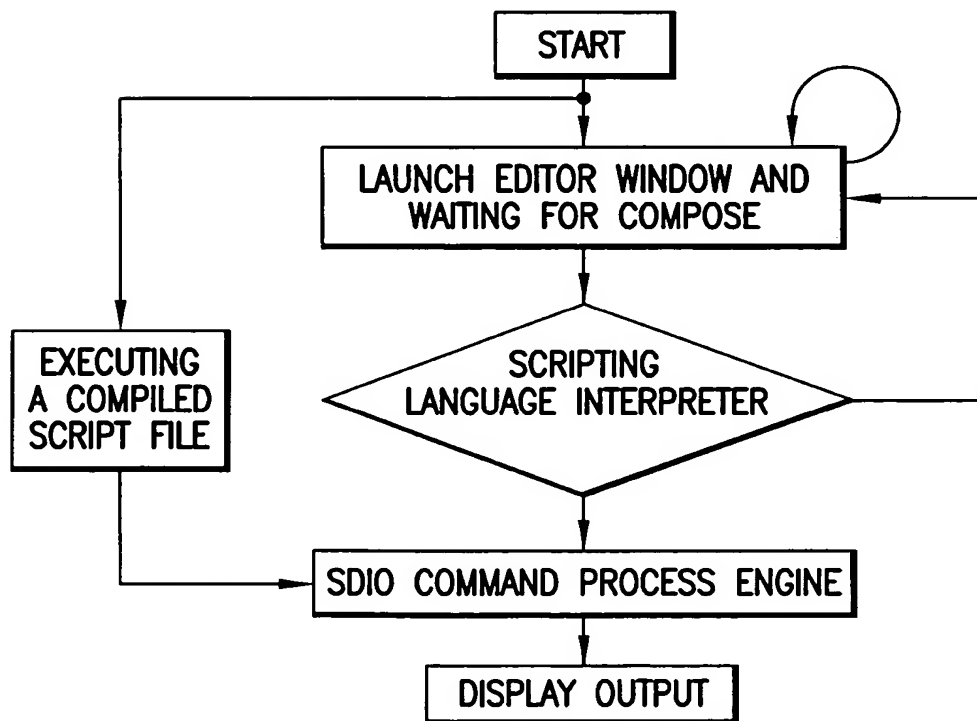 START
LAUNCH EDITOR WINDOW AND
WAITING FOR COMPOSE
EXECUTING
A COMPILED
SCRIPT FILE
SCRIPTING
LANGUAGE INTERPRETER
SDIO COMMAND PROCESS ENGINE
DISPLAY OUTPUT